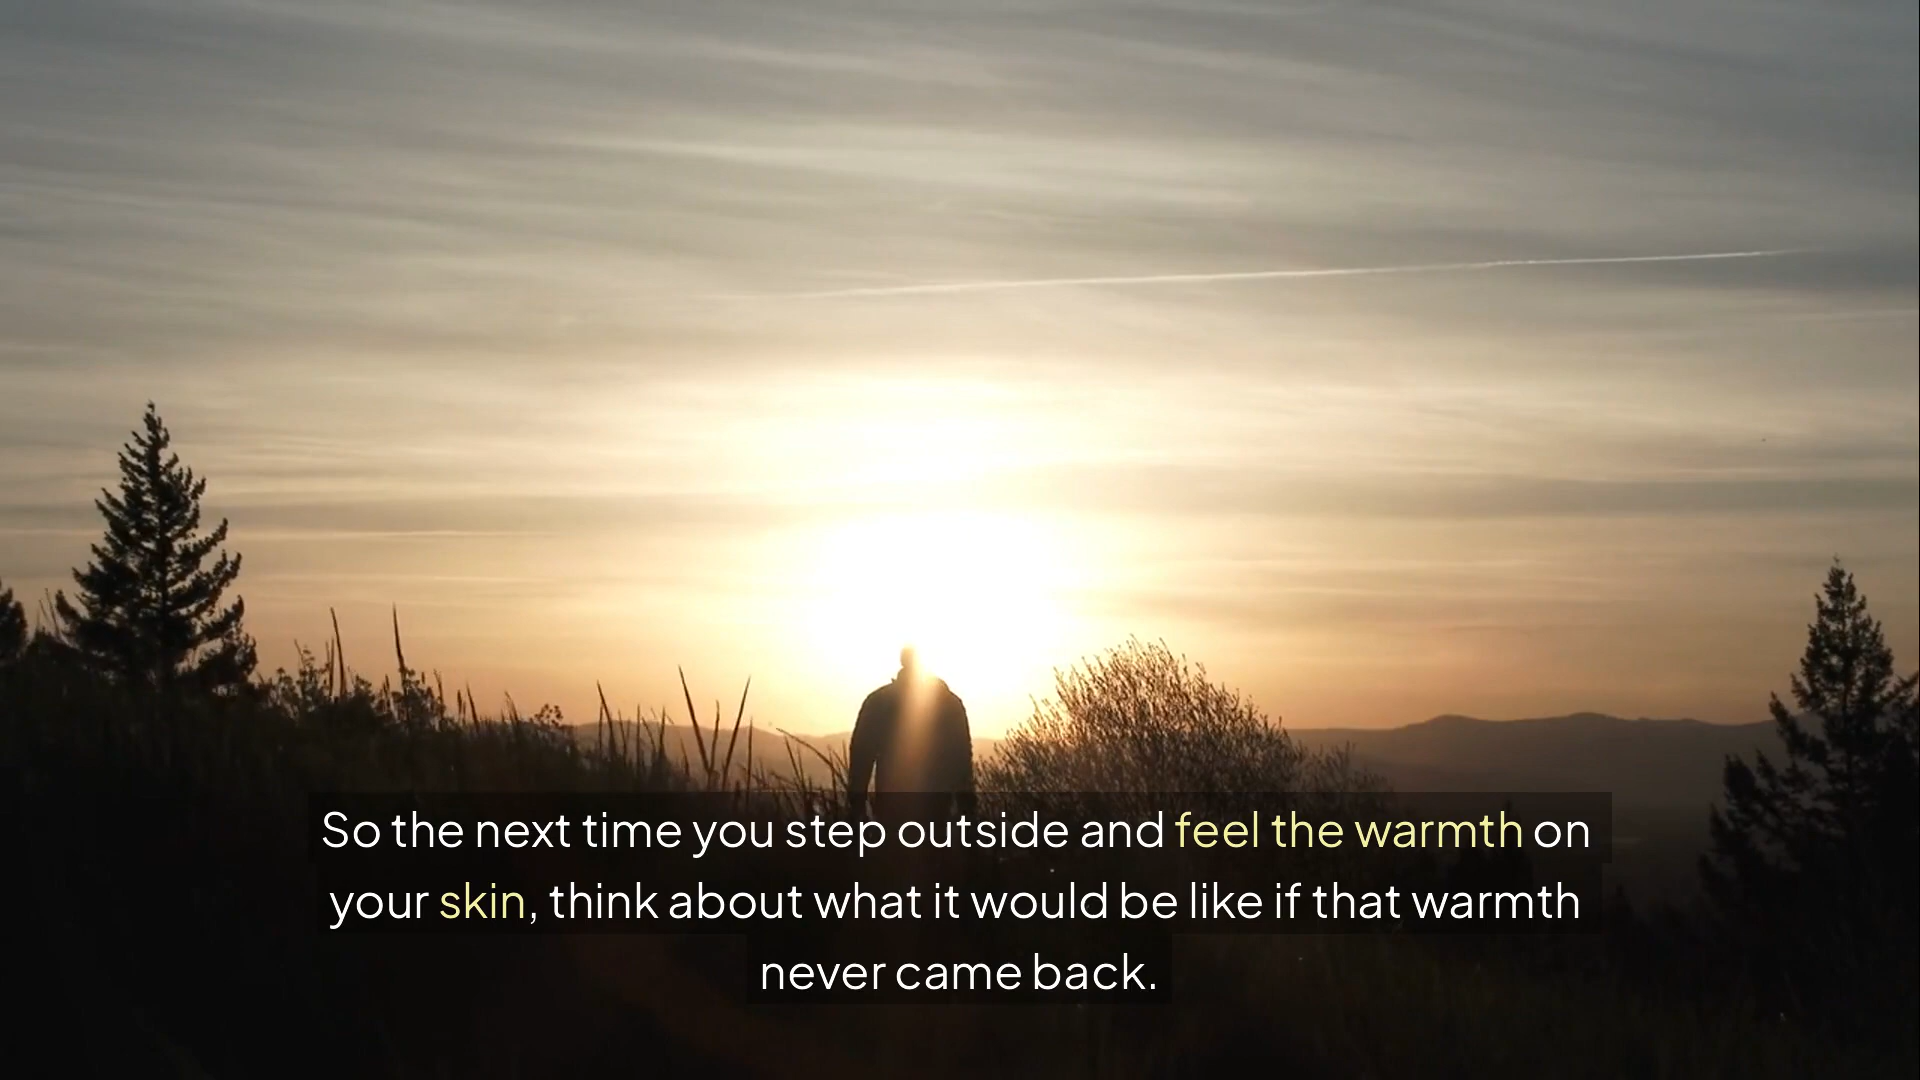 So the next time you step outside and feel the warmth on
your skin, think about what it would be like if that warmth
never came back.